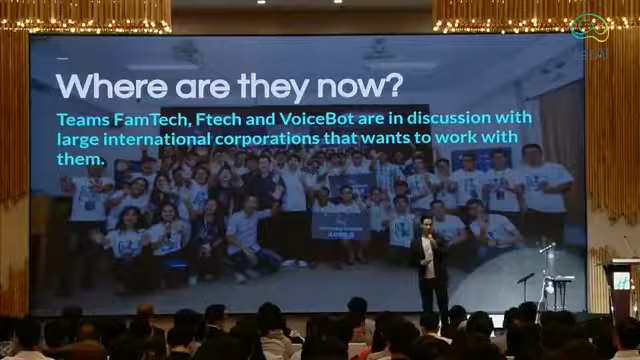 Where are they now?
Teams FamTech, Ftech and VoiceBot are in discussion with
large international corporations that wants to work with
them.